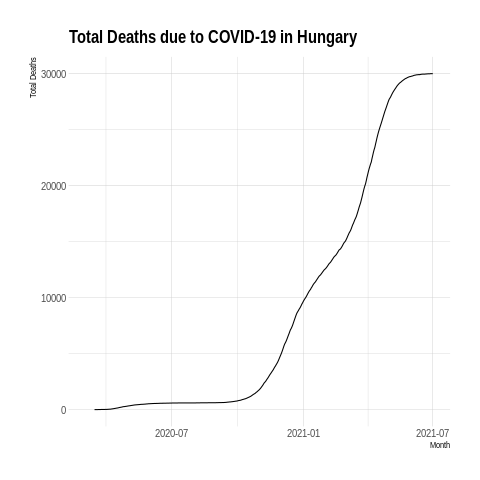 Total Deaths due to COVID-19 in Hungary
Total Deaths
30000
20000
10000
0
2020-07
2021-01
2021-07
Month